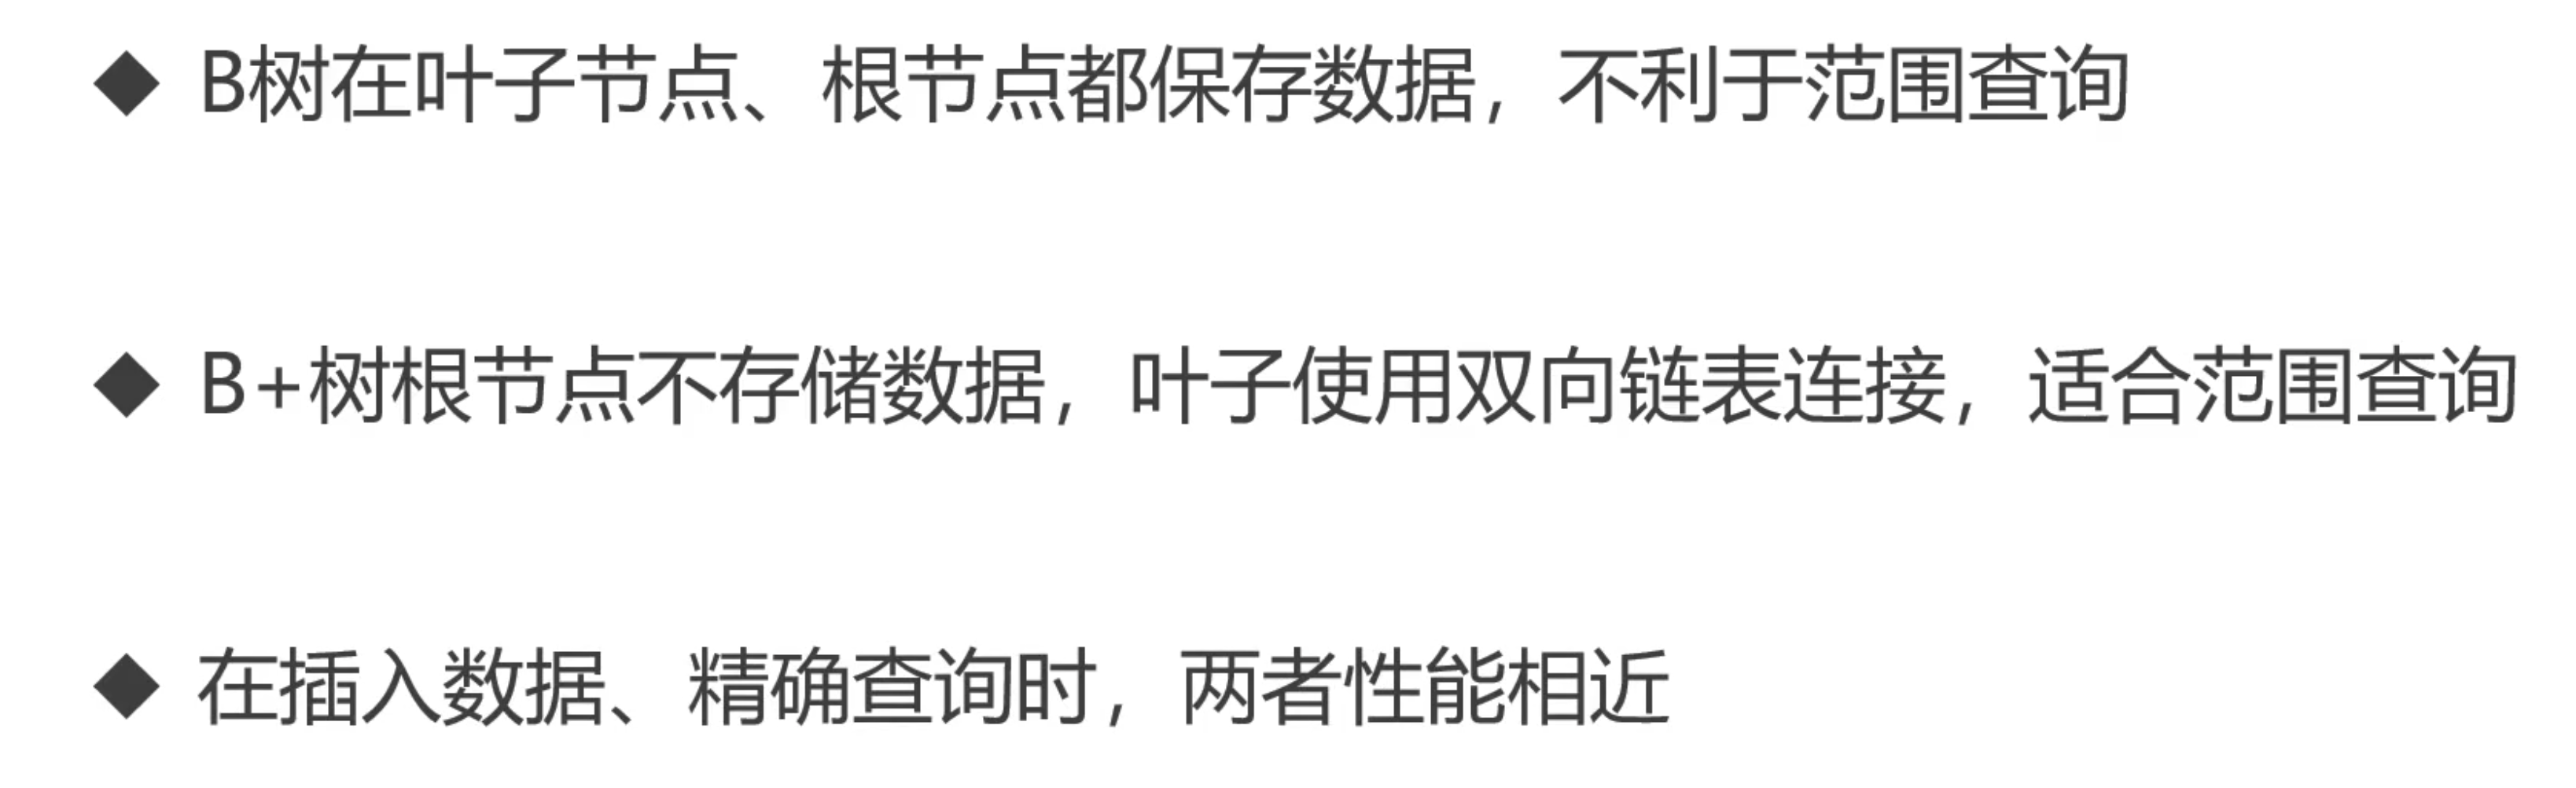 ◆ B树在叶子节点、根节点都保存数据，不利于范围查询
◆ B+树根节点不存储数据，叶子使用双向链表连接，适合范围查询
◆ 在插入数据、精确查询时，两者性能相近